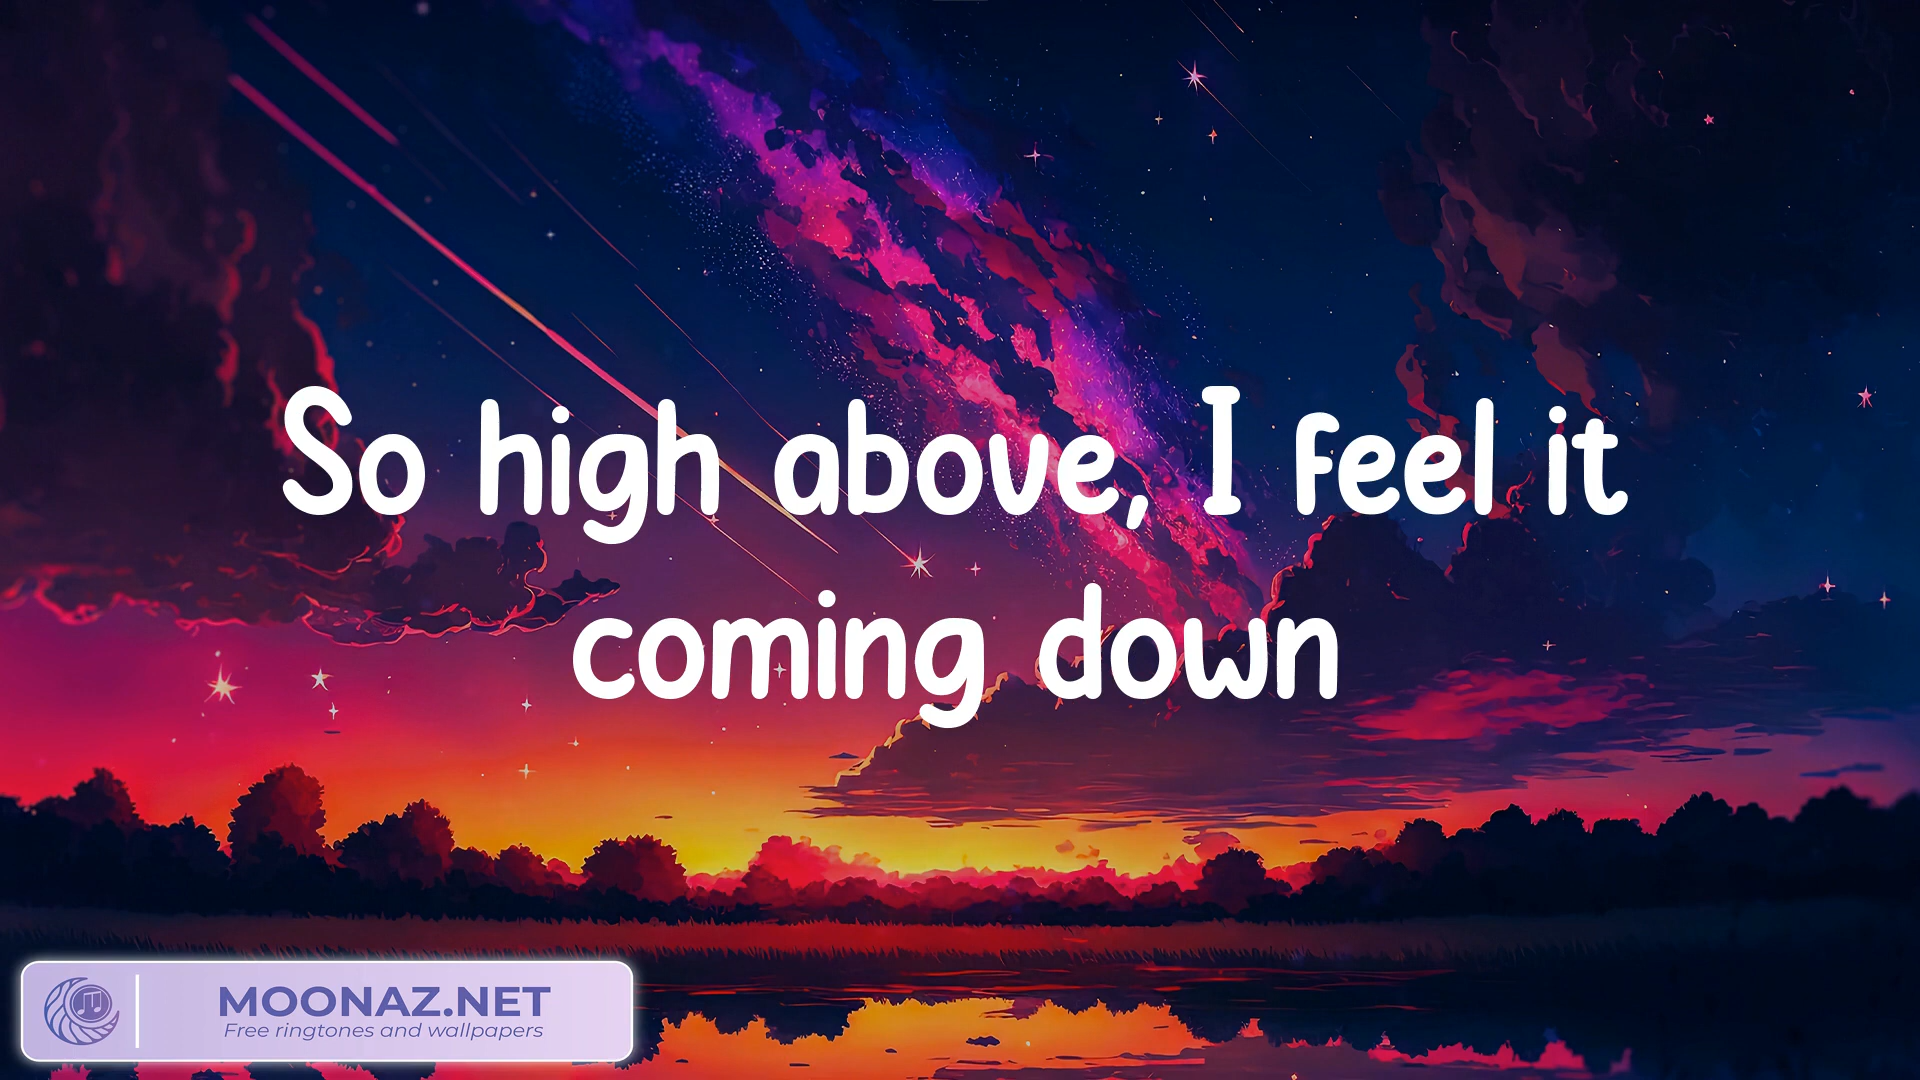 So high above, I feel it
coming down
MOONAZ.NET
Free ringtones and wallpapers